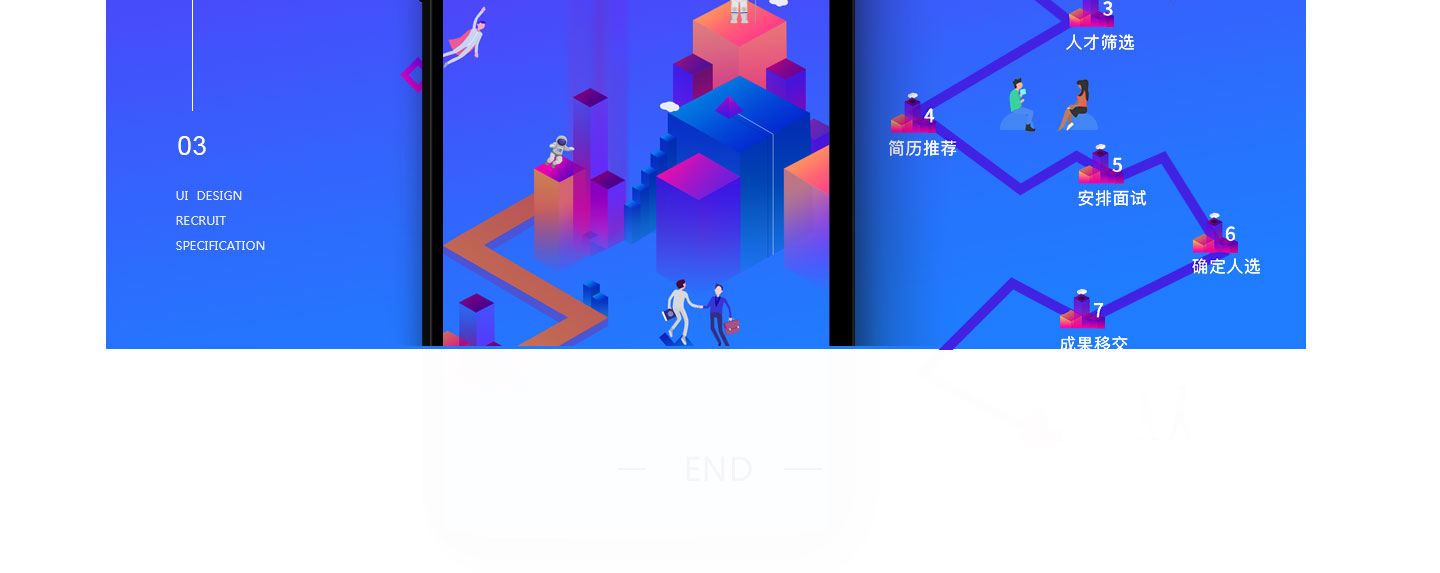 03
UI DESIGN
RECRUIT
SPECIFICATION
3
人才筛选
4
简历推荐
5
安排面试
6
确定人选
7
成果移交
END